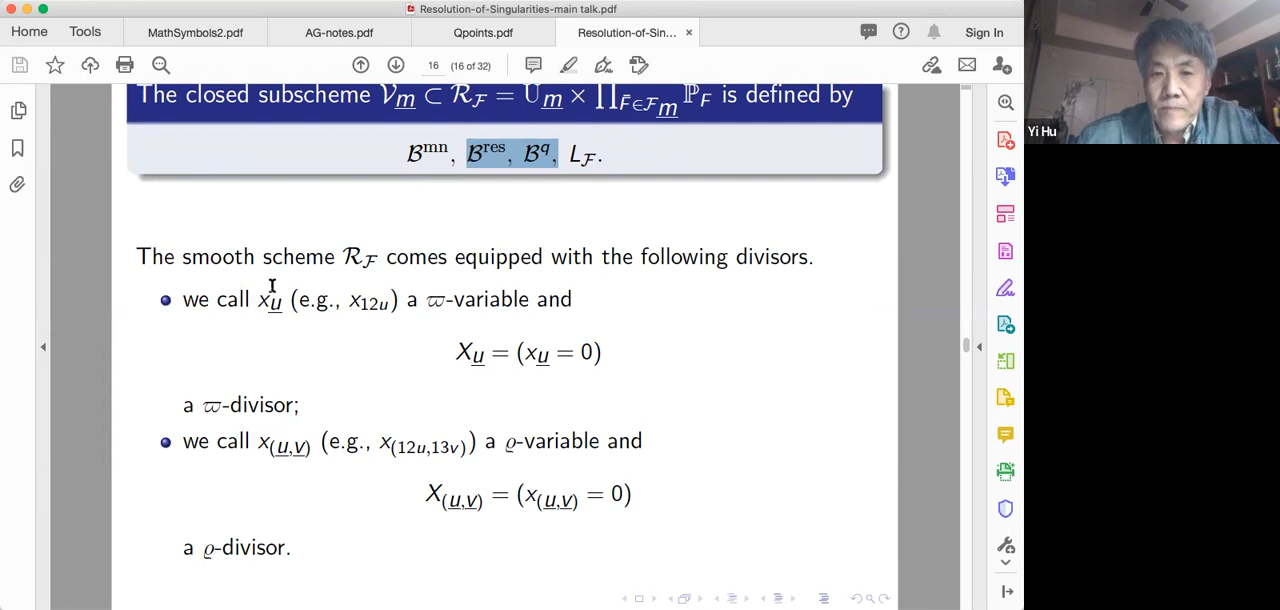 Resolution-of-Singularities-main talk.pdf
Home Tools MathSymbols2.pdf AG-notes.pdf Qpoints.pdf Resolution-of-Sin... × Sign In
16 (16 of 32)
The closed subscheme 𝒱_m ⊂ ℛ_ℱ = U_m × ∏_{F̄∈ℱ_m} ℙ_F is defined by
ℬ^mn, ℬ^res, ℬ^q, L_ℱ.
The smooth scheme ℛ_ℱ comes equipped with the following divisors.
• we call x_u (e.g., x_12u) a ϖ-variable and
X_u = (x_u = 0)
a ϖ-divisor;
• we call x_(u,v) (e.g., x_(12u,13v)) a ϱ-variable and
X_(u,v) = (x_(u,v) = 0)
a ϱ-divisor.
Yi Hu